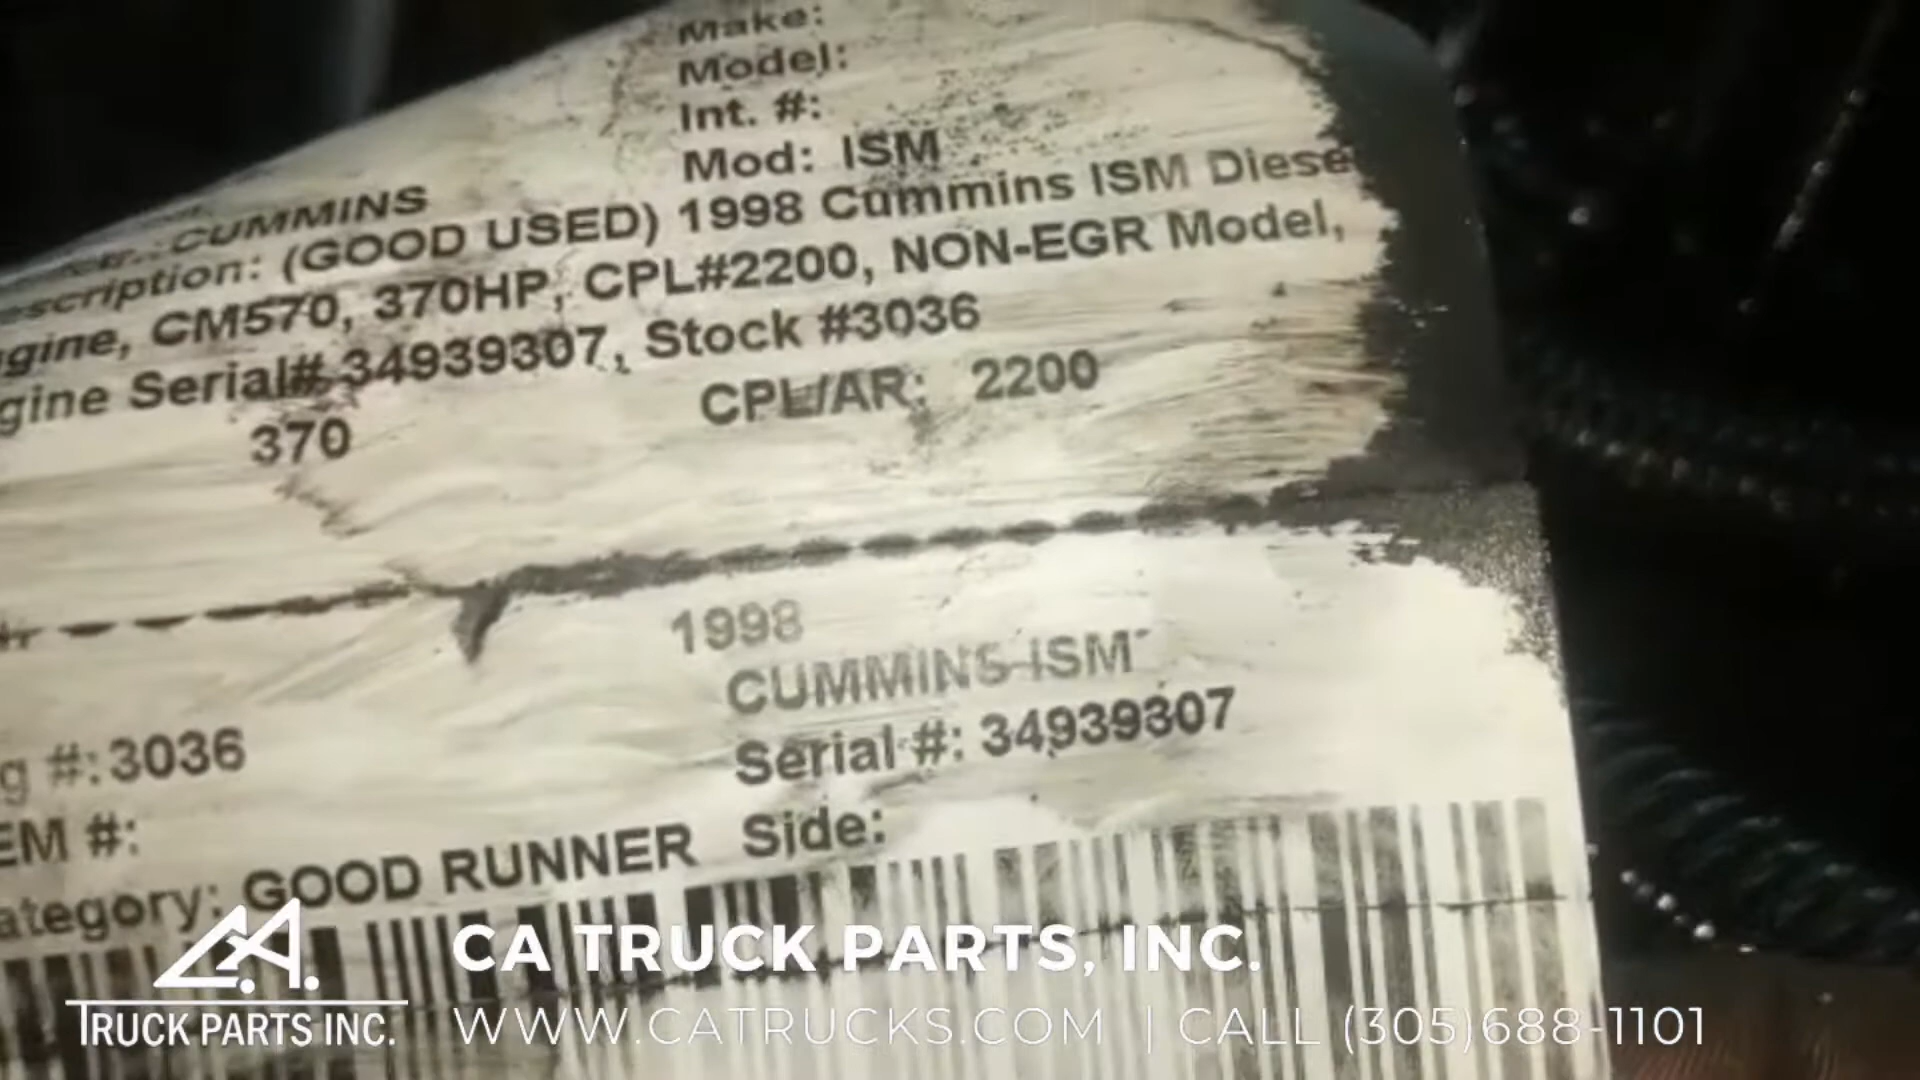 Make:
Model:
Int. #:
Mod: ISM
CUMMINS
escription: (GOOD USED) 1998 Cummins ISM Diese
gine, CM570, 370HP, CPL#2200, NON-EGR Model,
gine Serial# 34939307, Stock #3036
370 CPL/AR: 2200
1998
CUMMINS ISM
g #: 3036 Serial #: 34939307
EM #:
ategory: GOOD RUNNER Side:
C.A.
TRUCK PARTS INC.
CA TRUCK PARTS, INC.
WWW.CATRUCKS.COM | CALL (305)688-1101